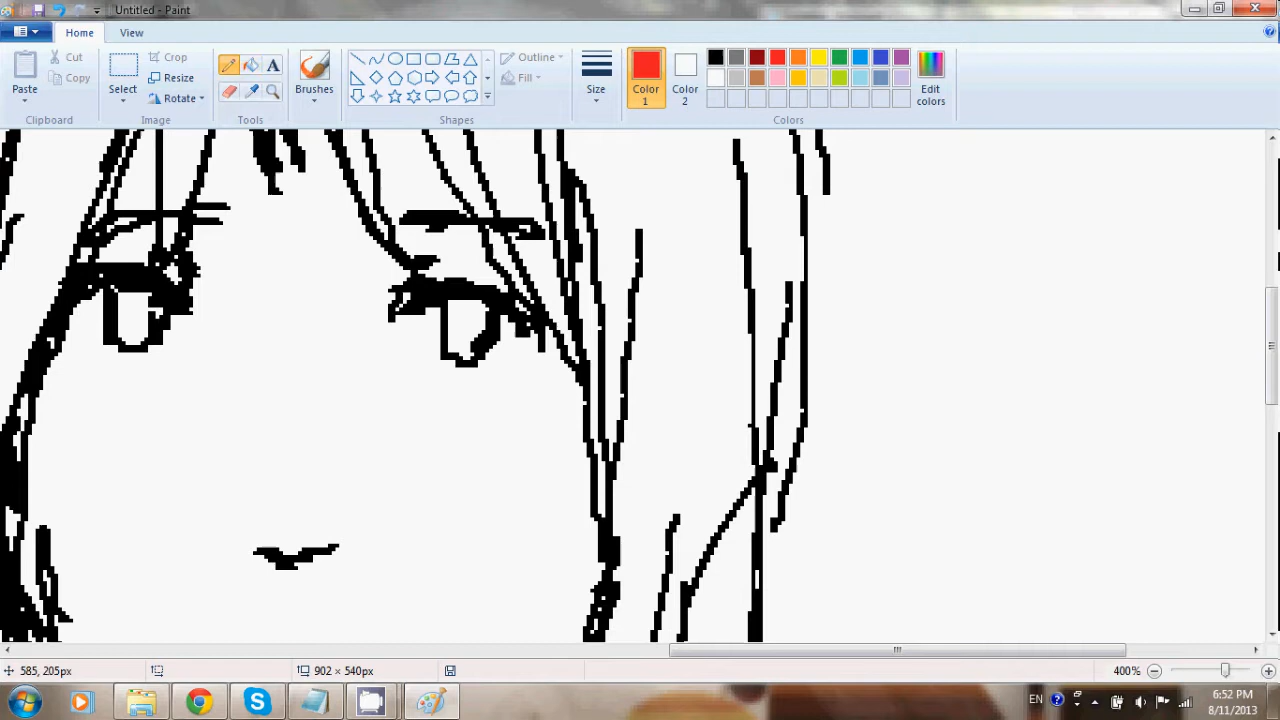 Untitled - Paint
Home View
Paste
Cut
Copy
Clipboard
Select
Crop
Resize
Rotate
Image
A
Tools
Brushes
Outline
Fill
Shapes
Size
Color 1
Color 2
Edit colors
Colors
585, 205px
902 × 540px
400%
EN
6:52 PM
8/11/2013